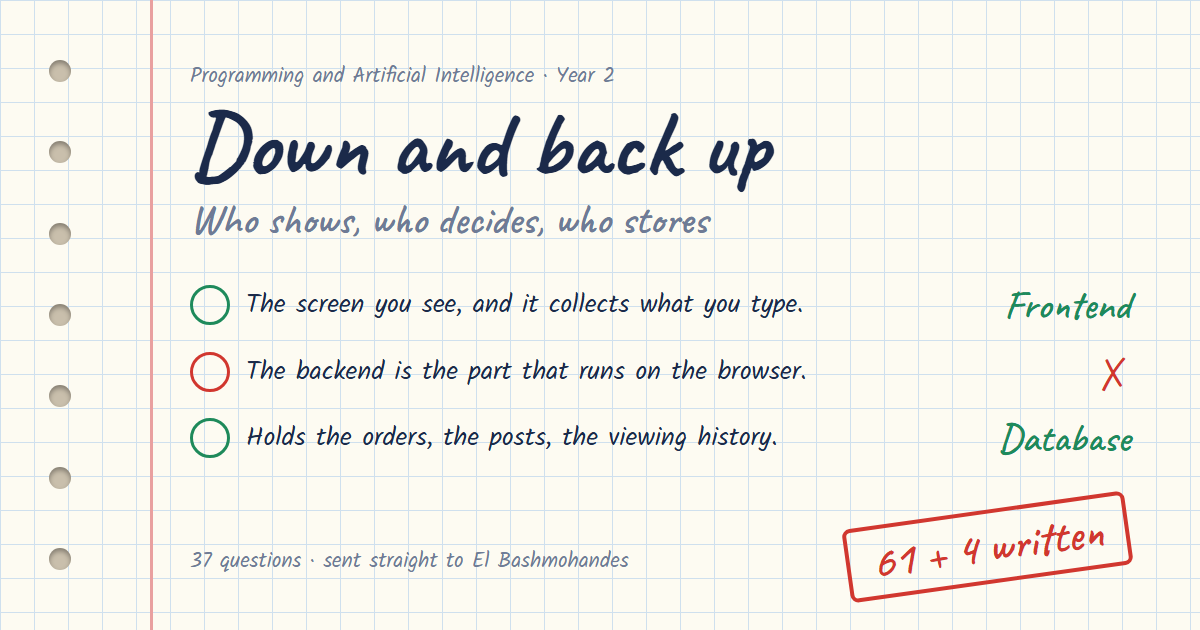 Programming and Artificial Intelligence · Year 2
Down and back up
Who shows, who decides, who stores
The screen you see, and it collects what you type. Frontend
The backend is the part that runs on the browser. X
Holds the orders, the posts, the viewing history. Database
37 questions · sent straight to El Bashmohandes
61 + 4 written